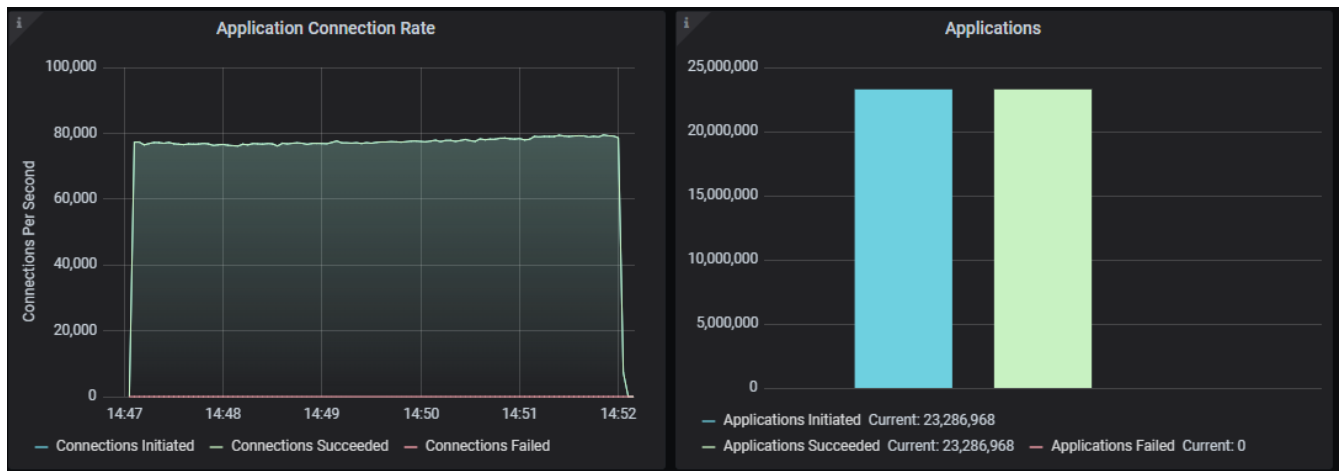 i
Application Connection Rate
100,000
80,000
60,000
40,000
20,000
0
Connections Per Second
14:47 14:48 14:49 14:50 14:51 14:52
Connections Initiated Connections Succeeded Connections Failed
i
Applications
25,000,000
20,000,000
15,000,000
10,000,000
5,000,000
0
Applications Initiated Current: 23,286,968
Applications Succeeded Current: 23,286,968 Applications Failed Current: 0